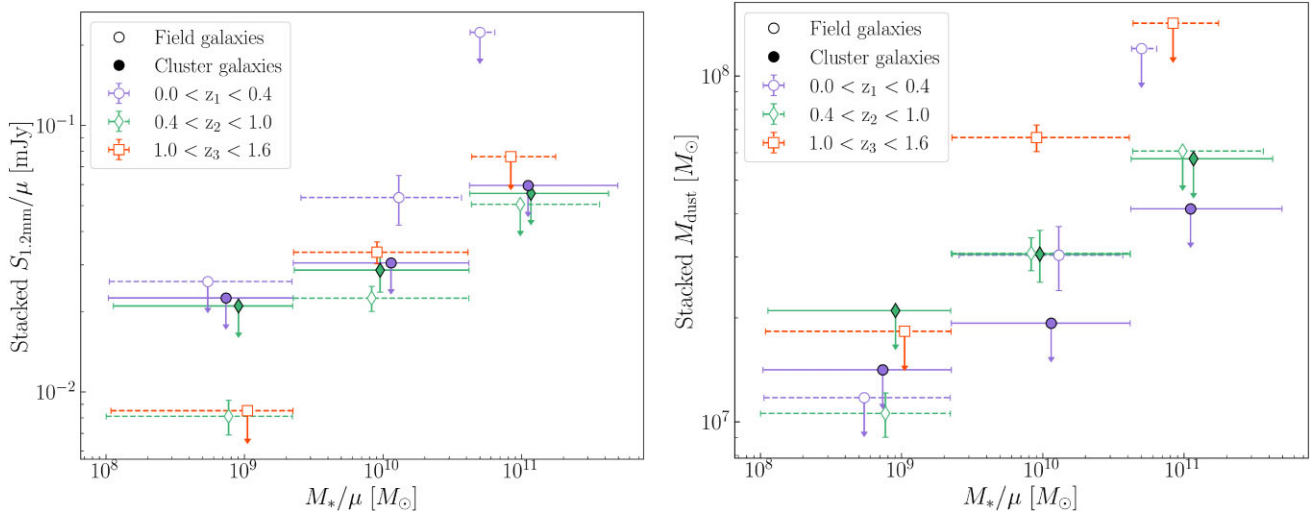 Stacked S₁.₂ₘₘ/μ [mJy]
10⁻¹
10⁻²
Field galaxies
Cluster galaxies
0.0 < z₁ < 0.4
0.4 < z₂ < 1.0
1.0 < z₃ < 1.6
10⁸ 10⁹ 10¹⁰ 10¹¹
M*/μ [M☉]
Stacked M_dust [M☉]
10⁸
10⁷
Field galaxies
Cluster galaxies
0.0 < z₁ < 0.4
0.4 < z₂ < 1.0
1.0 < z₃ < 1.6
10⁸ 10⁹ 10¹⁰ 10¹¹
M*/μ [M☉]